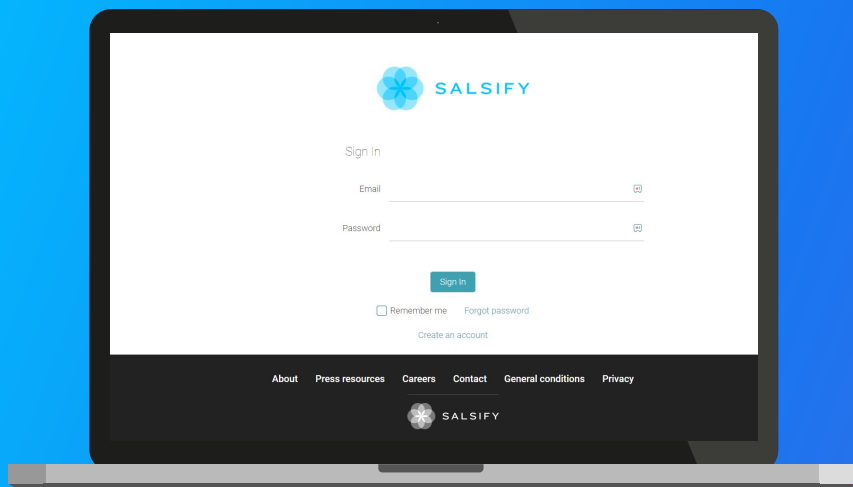 SALSIFY
Sign In
Email
Password
Sign In
Remember me Forgot password
Create an account
About Press resources Careers Contact General conditions Privacy
SALSIFY